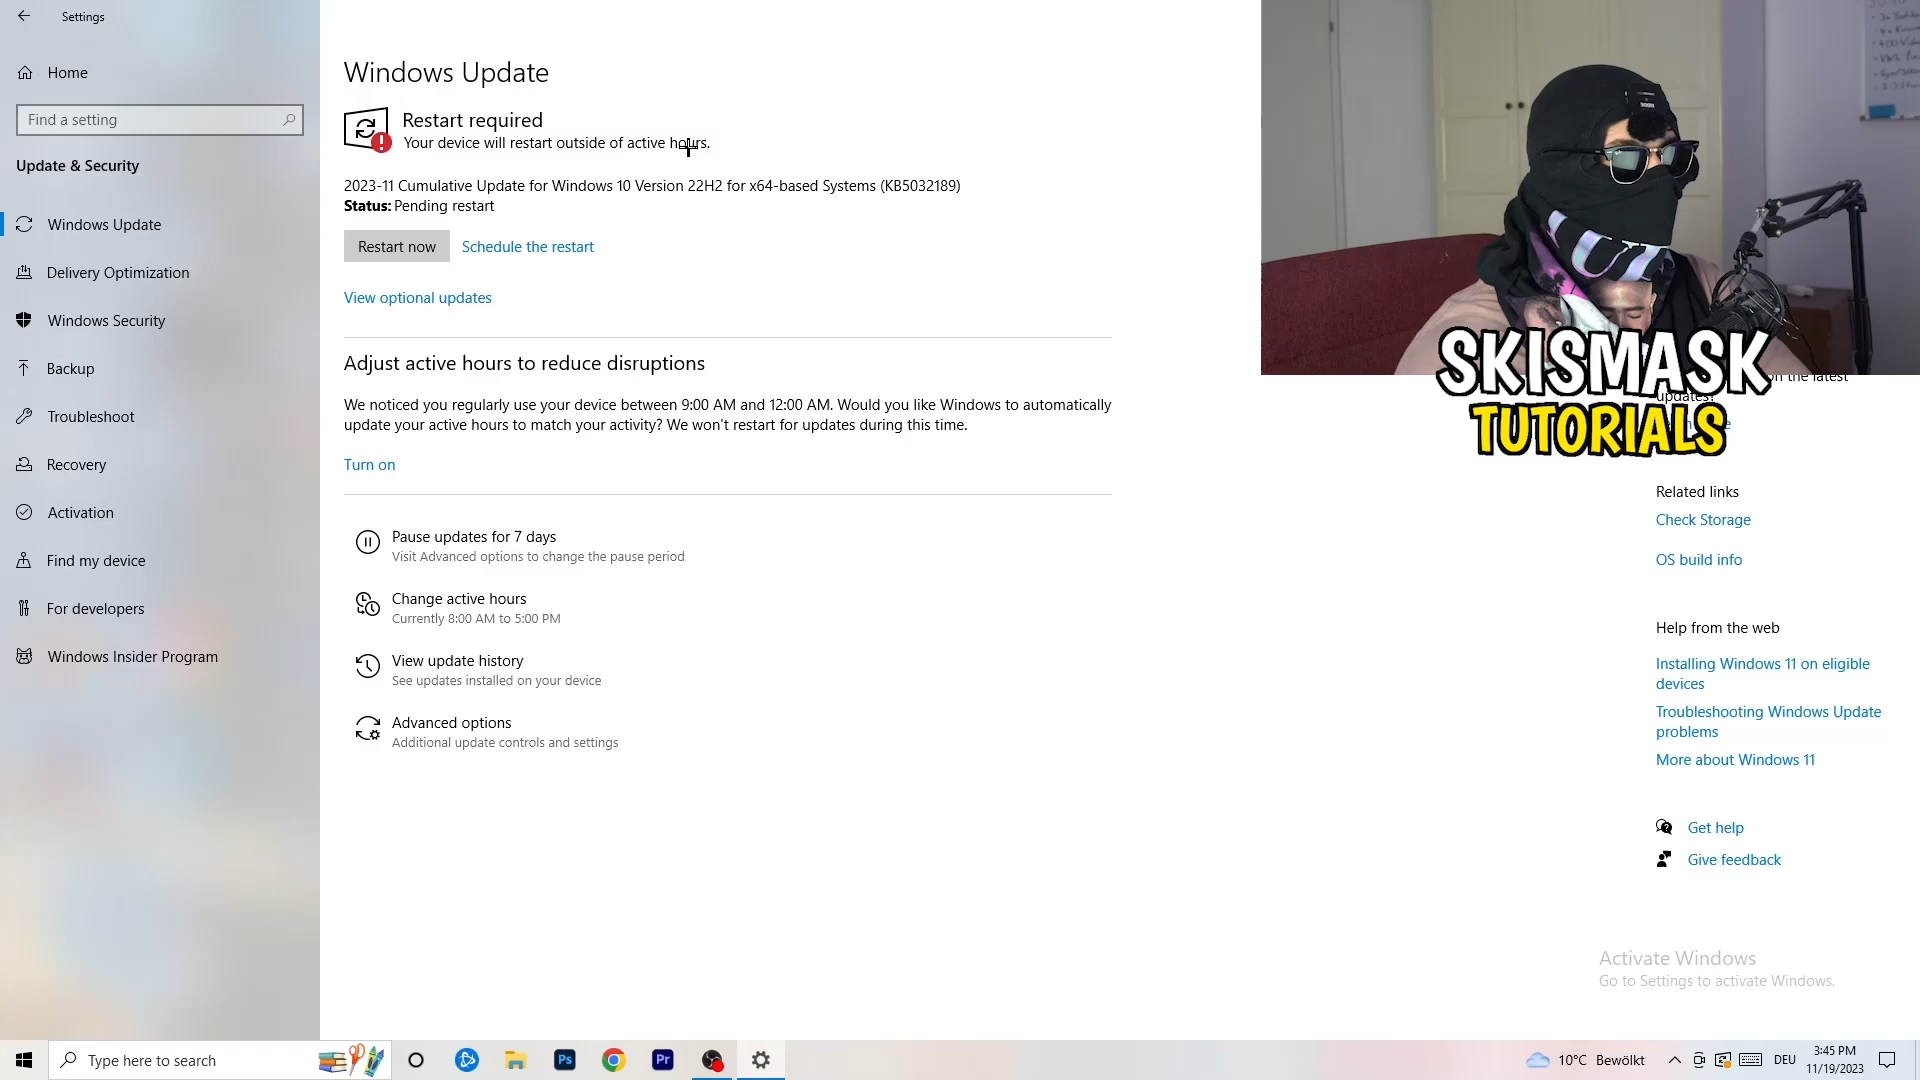 Settings
Home
Find a setting
Update & Security
Windows Update
Delivery Optimization
Windows Security
Backup
Troubleshoot
Recovery
Activation
Find my device
For developers
Windows Insider Program
Windows Update
Restart required
Your device will restart outside of active hours.
2023-11 Cumulative Update for Windows 10 Version 22H2 for x64-based Systems (KB5032189)
Status: Pending restart
Restart now
Schedule the restart
View optional updates
Adjust active hours to reduce disruptions
We noticed you regularly use your device between 9:00 AM and 12:00 AM. Would you like Windows to automatically
update your active hours to match your activity? We won't restart for updates during this time.
Turn on
Pause updates for 7 days
Visit Advanced options to change the pause period
Change active hours
Currently 8:00 AM to 5:00 PM
View update history
See updates installed on your device
Advanced options
Additional update controls and settings
SKISMASK
TUTORIALS
on the latest
updates?
Related links
Check Storage
OS build info
Help from the web
Installing Windows 11 on eligible
devices
Troubleshooting Windows Update
problems
More about Windows 11
Get help
Give feedback
Activate Windows
Go to Settings to activate Windows.
Type here to search
Ps
Pr
10°C Bewölkt
DEU
3:45 PM
11/19/2023